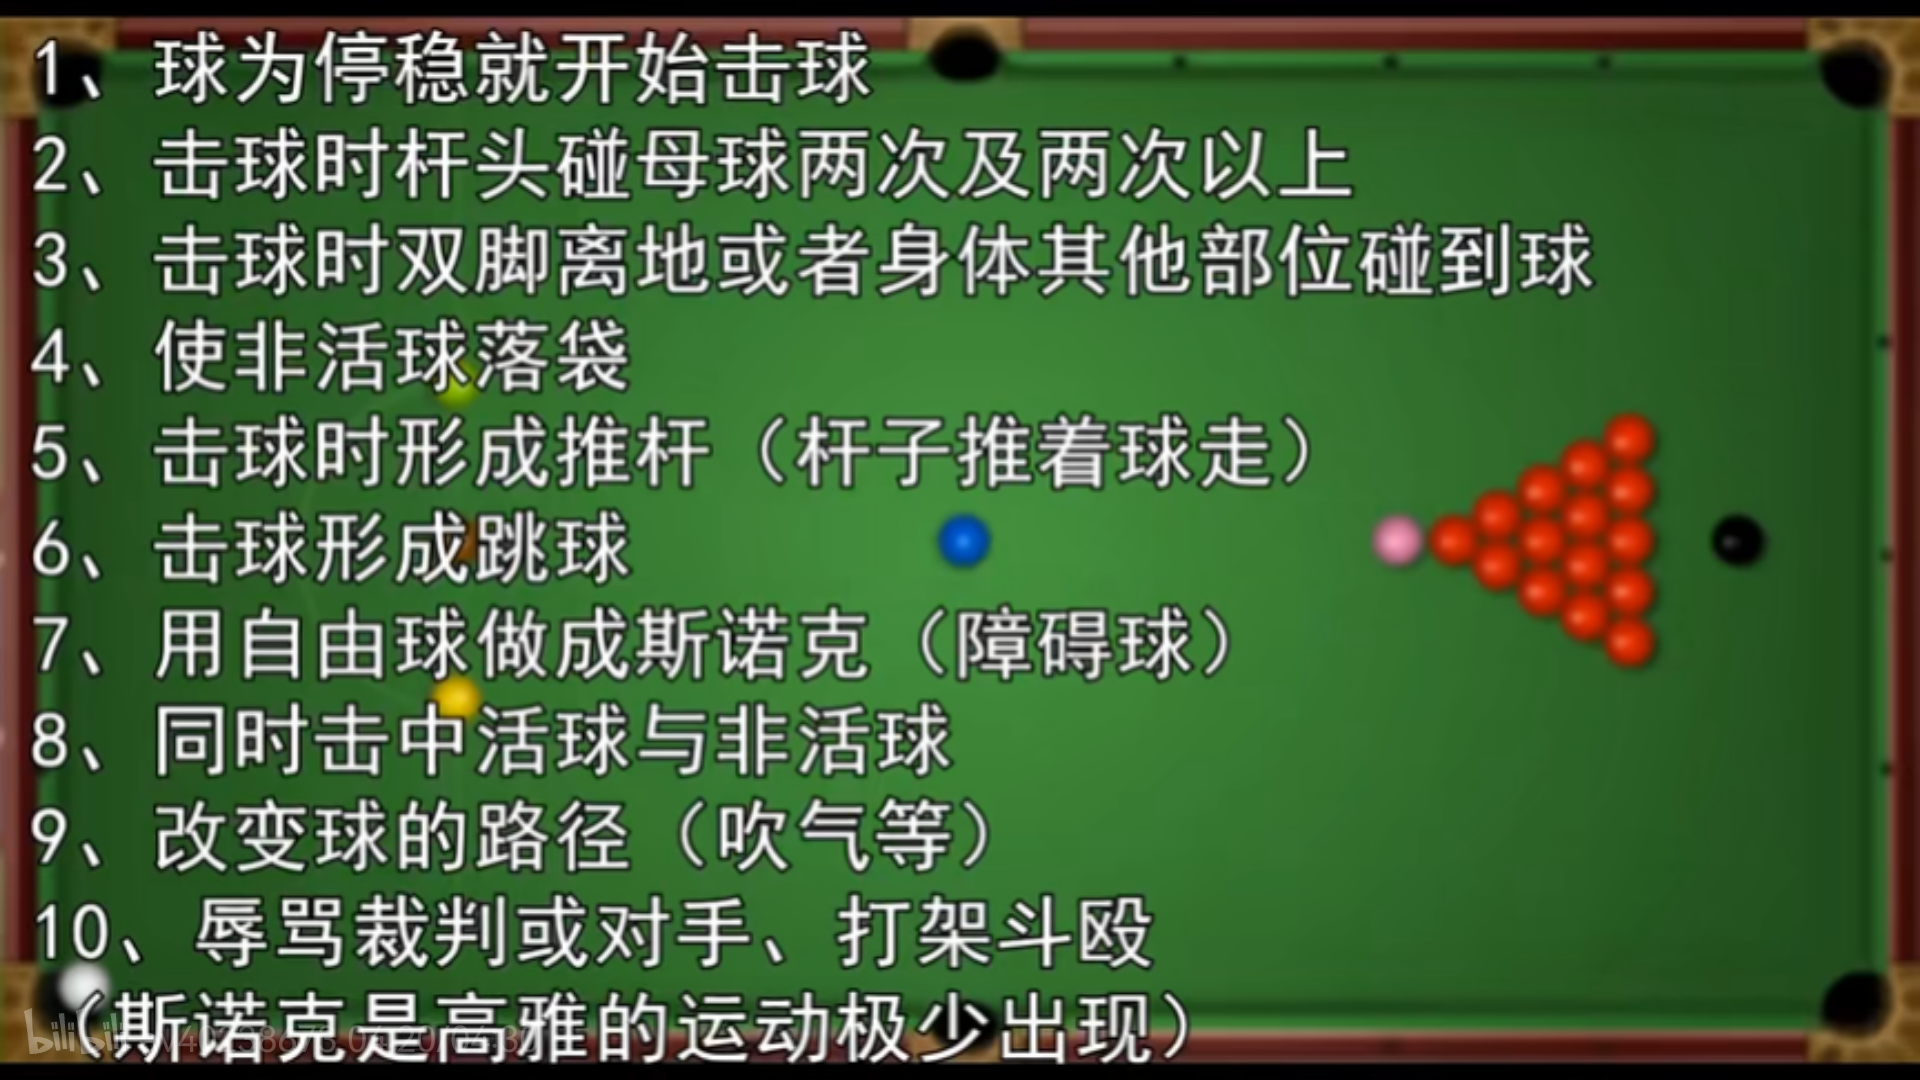 1、球为停稳就开始击球
2、击球时杆头碰母球两次及两次以上
3、击球时双脚离地或者身体其他部位碰到球
4、使非活球落袋
5、击球时形成推杆（杆子推着球走）
6、击球形成跳球
7、用自由球做成斯诺克（障碍球）
8、同时击中活球与非活球
9、改变球的路径（吹气等）
10、辱骂裁判或对手、打架斗殴
（斯诺克是高雅的运动极少出现）
bilibili